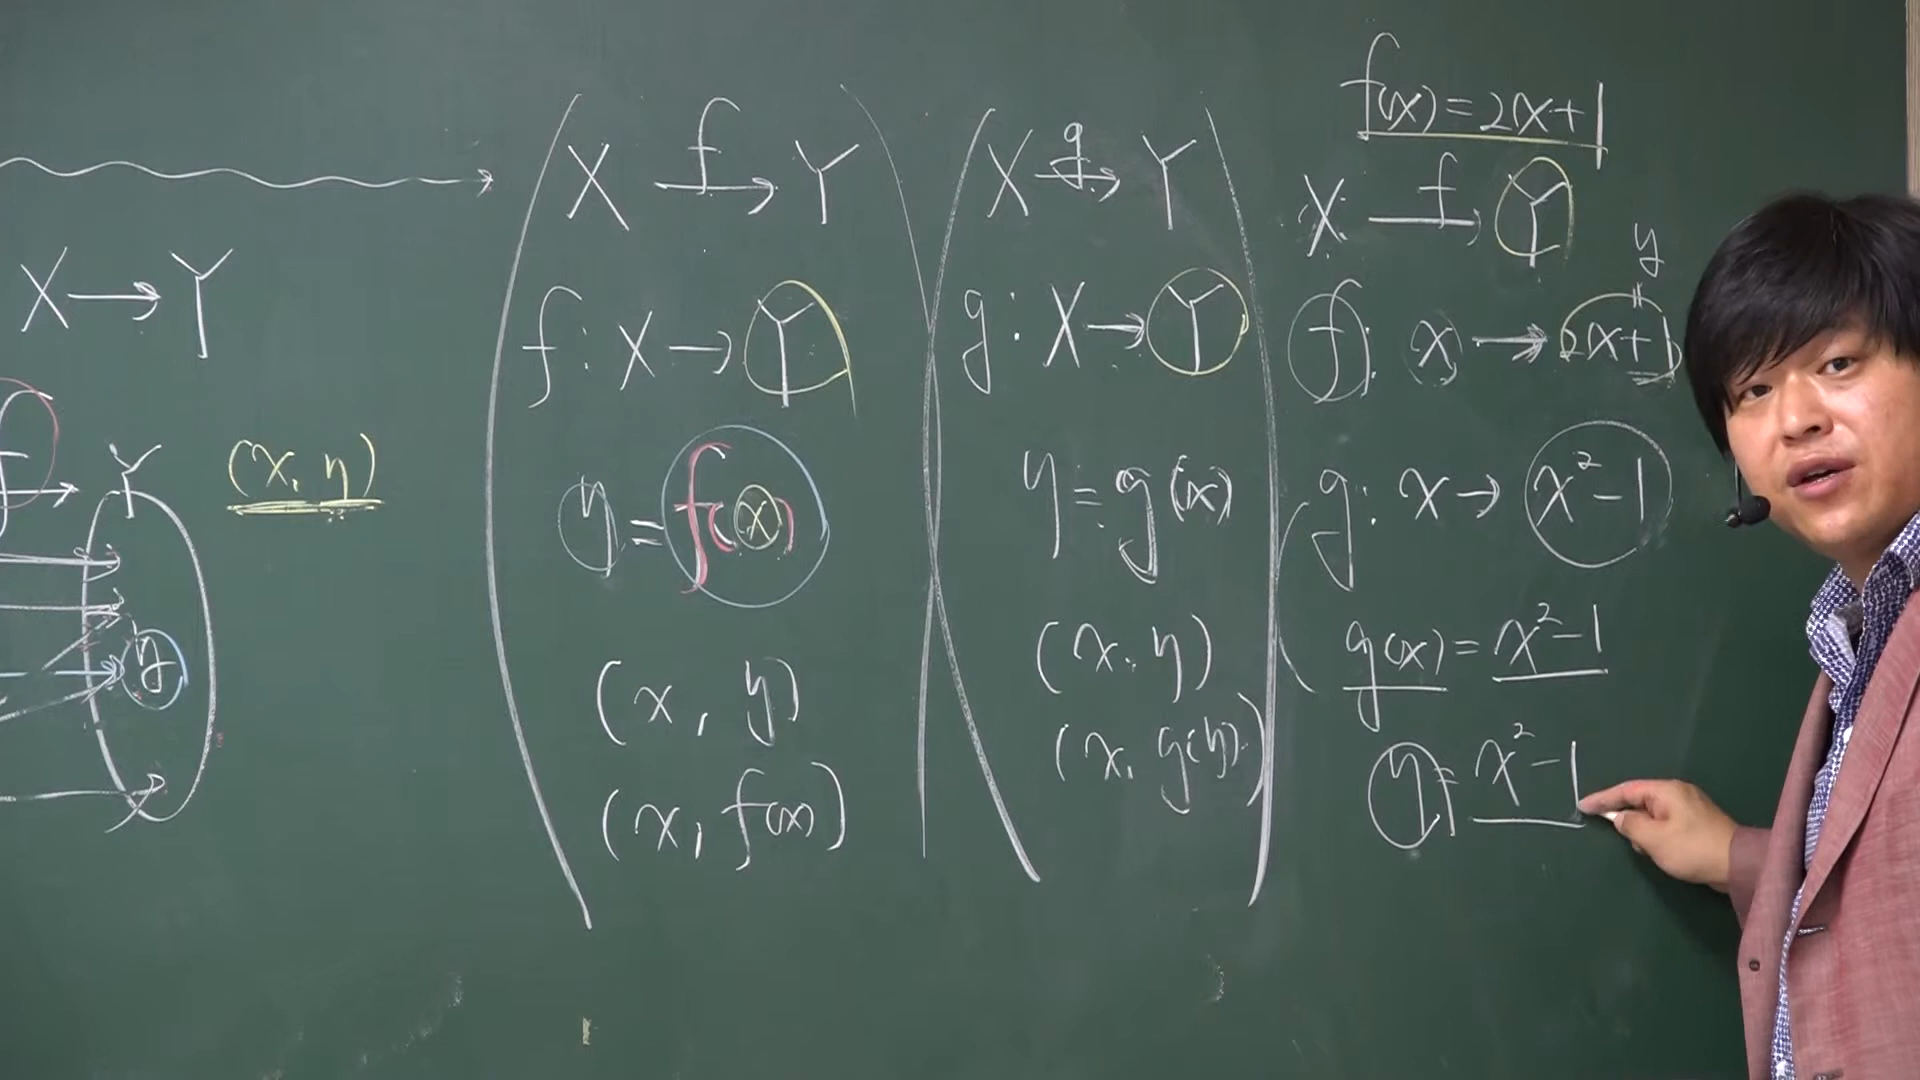 X → Y
f
Y
(x, y)
y
X f→ Y
f : X → Y
y = f(x)
(x, y)
(x, f(x))
X g→ Y
g : X → Y
y = g(x)
(x, y)
(x, g(y))
f(x) = 2x+1
X f→ Y
y
f : x → 2x+1
g : x → x²-1
g(x) = x²-1
y = x²-1